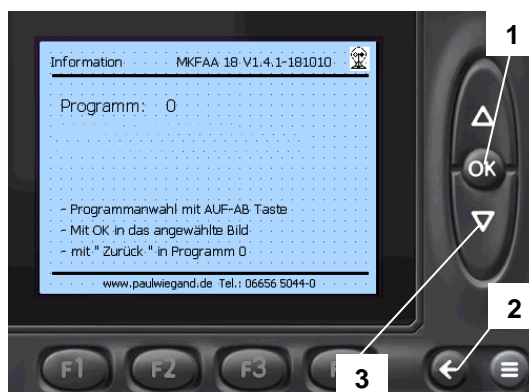 Information MKFAA 18 V1.4.1-181010
Programm: 0
- Programmanwahl mit AUF-AB Taste
- Mit OK in das angewählte Bild
- mit " Zurück " in Programm 0
www.paulwiegand.de Tel.: 06656 5044-0
1
OK
2
3
F1 F2 F3